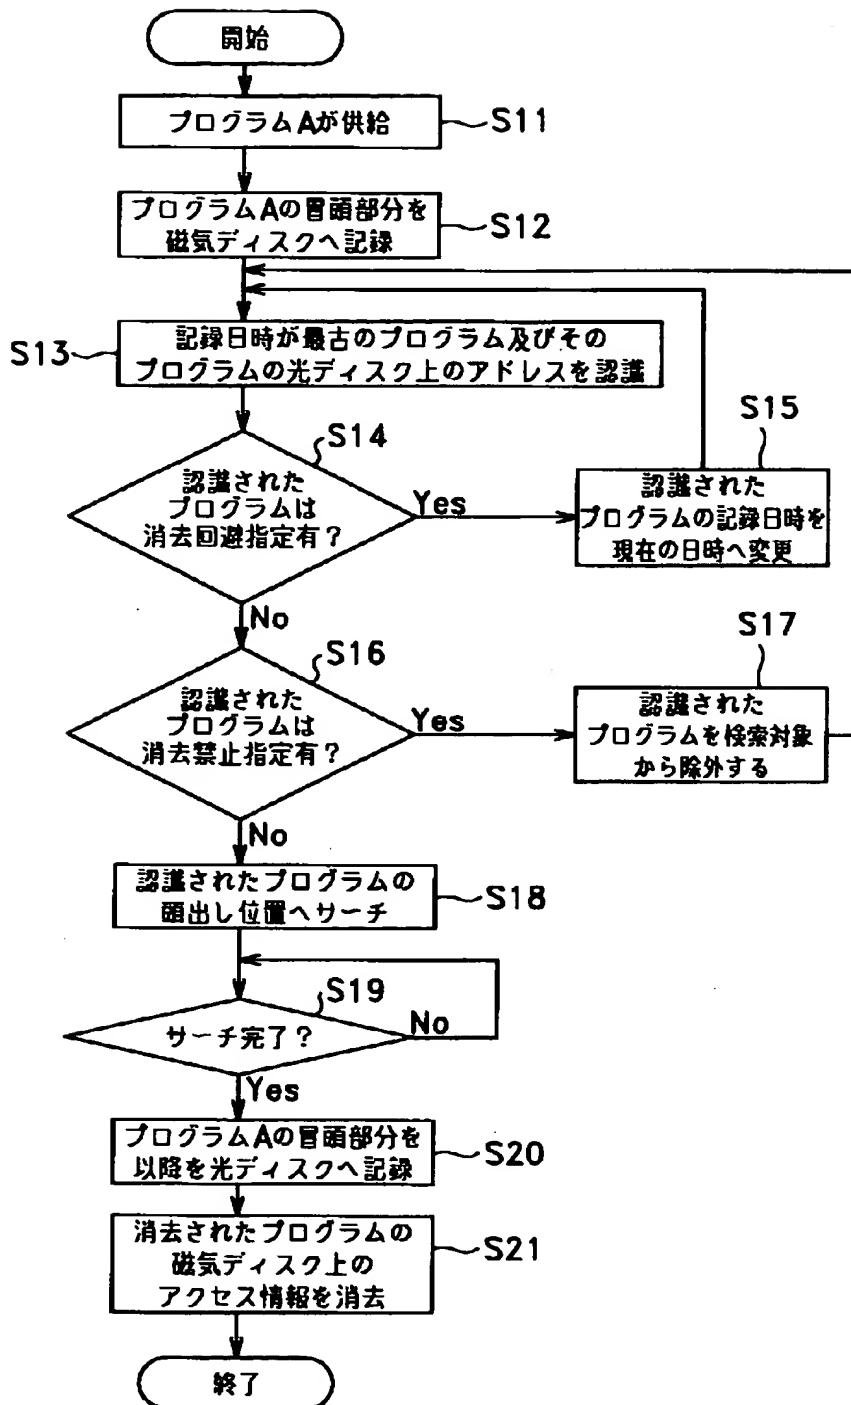 開始
プログラムAが供給
S11
プログラムAの冒頭部分を
磁気ディスクへ記録
S12
S13
記録日時が最古のプログラム及びその
プログラムの光ディスク上のアドレスを認識
S14
認識された
プログラムは
消去回避指定有?
Yes
S15
認識された
プログラムの記録日時を
現在の日時へ変更
No
S16
認識された
プログラムは
消去禁止指定有?
Yes
S17
認識された
プログラムを検索対象
から除外する
No
認識されたプログラムの
頭出し位置へサーチ
S18
S19
サーチ完了?
No
Yes
プログラムAの冒頭部分を
以降を光ディスクへ記録
S20
消去されたプログラムの
磁気ディスク上の
アクセス情報を消去
S21
終了